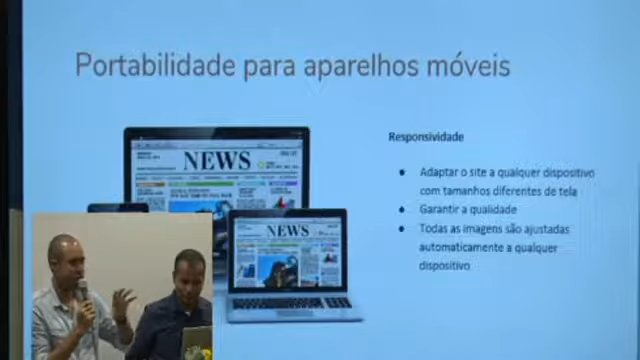 Portabilidade para aparelhos móveis
Responsividade
Adaptar o site a qualquer dispositivo
com tamanhos diferentes de tela
Garantir a qualidade
Todas as imagens são ajustadas
automaticamente a qualquer
dispositivo
NEWS
NEWS